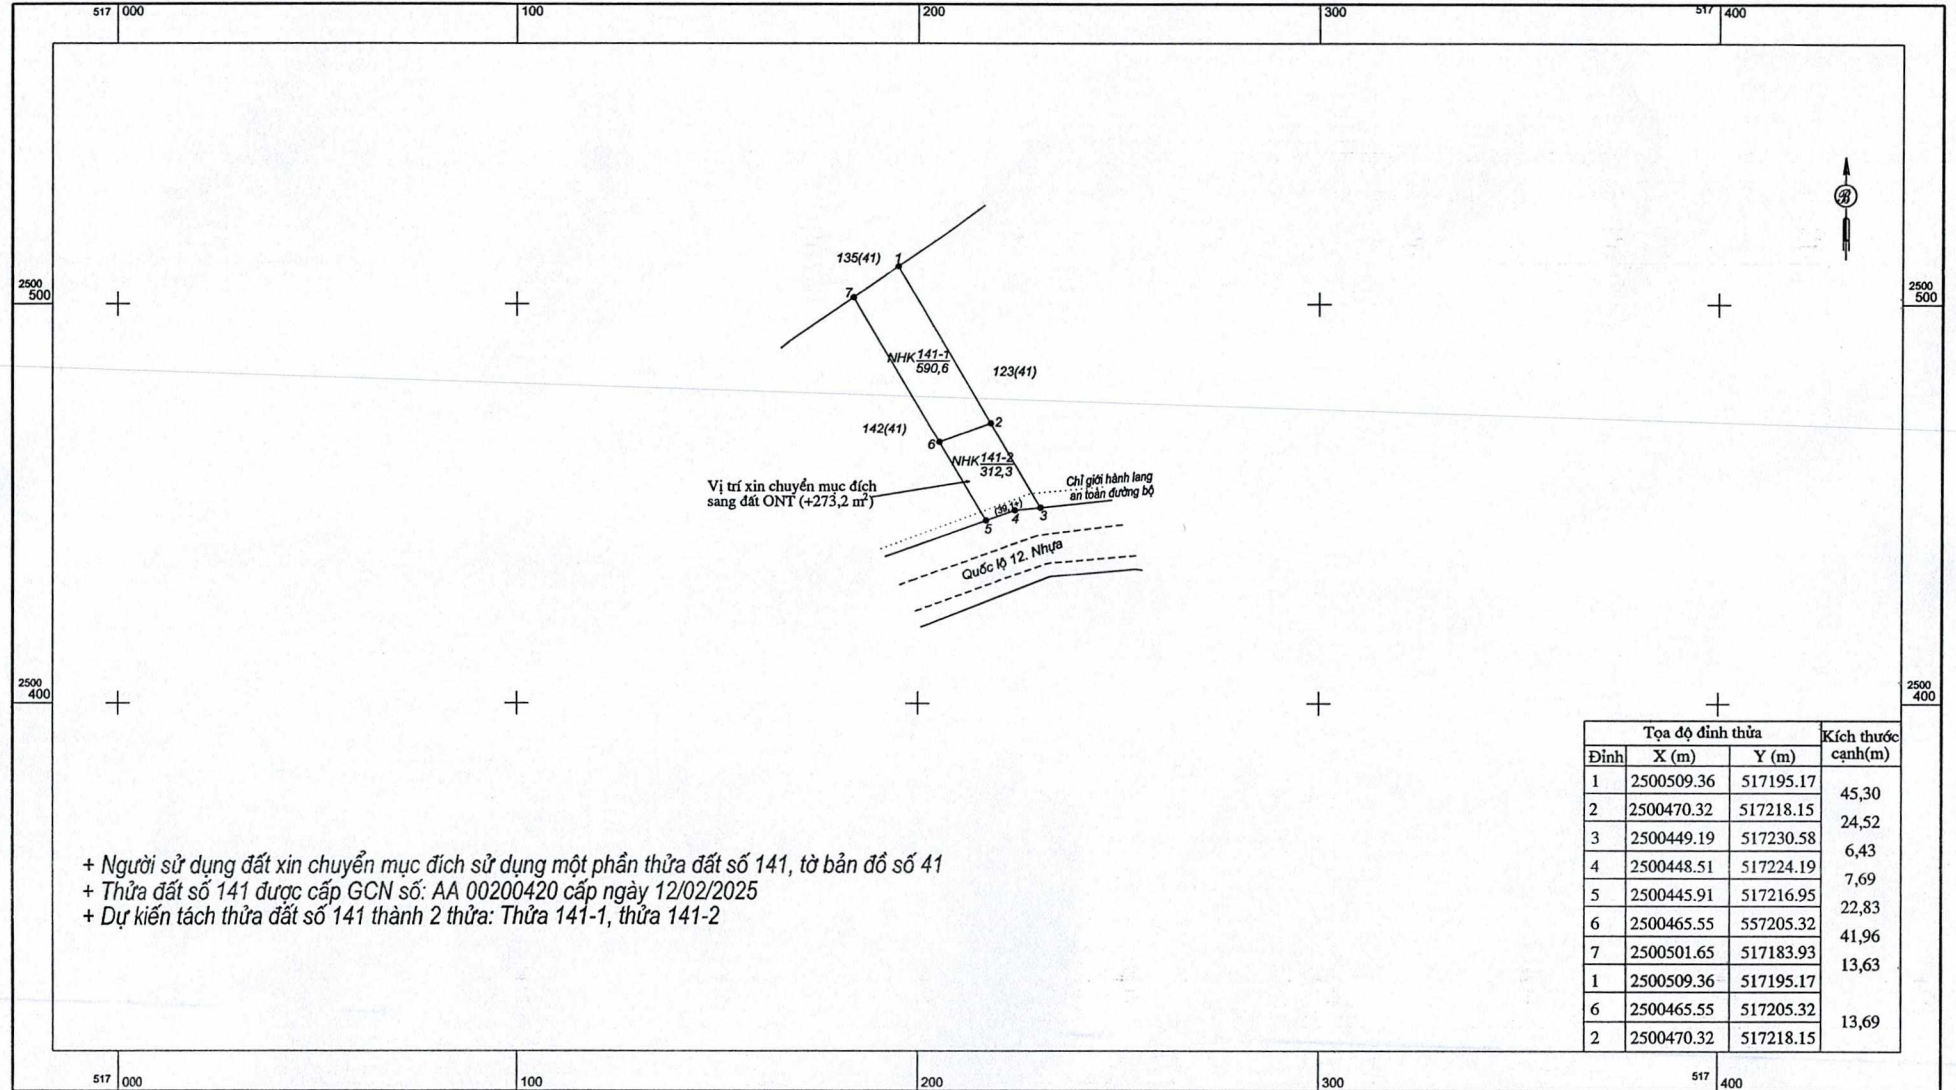 517 000 100 200 300 517 400
B
135(41) 1
7
2500
500
2500
500
NHK 141-1
590,6
123(41)
142(41)
2
6
NHK 141-2
312,3
Vị trí xin chuyển mục đích
sang đất ONT (+273,2 m²)
Chỉ giới hành lang
an toàn đường bộ
5 4 3
Quốc lộ 12. Nhựa
2500
400
2500
400
Tọa độ đỉnh thửa Kích thước cạnh(m)
Đỉnh X (m) Y (m)
1 2500509.36 517195.17
45,30
2 2500470.32 517218.15
24,52
3 2500449.19 517230.58
6,43
4 2500448.51 517224.19
7,69
5 2500445.91 517216.95
22,83
6 2500465.55 557205.32
41,96
7 2500501.65 517183.93
13,63
1 2500509.36 517195.17
6 2500465.55 517205.32
13,69
2 2500470.32 517218.15
+ Người sử dụng đất xin chuyển mục đích sử dụng một phần thửa đất số 141, tờ bản đồ số 41
+ Thửa đất số 141 được cấp GCN số: AA 00200420 cấp ngày 12/02/2025
+ Dự kiến tách thửa đất số 141 thành 2 thửa: Thửa 141-1, thửa 141-2
517 000 100 200 300 517 400